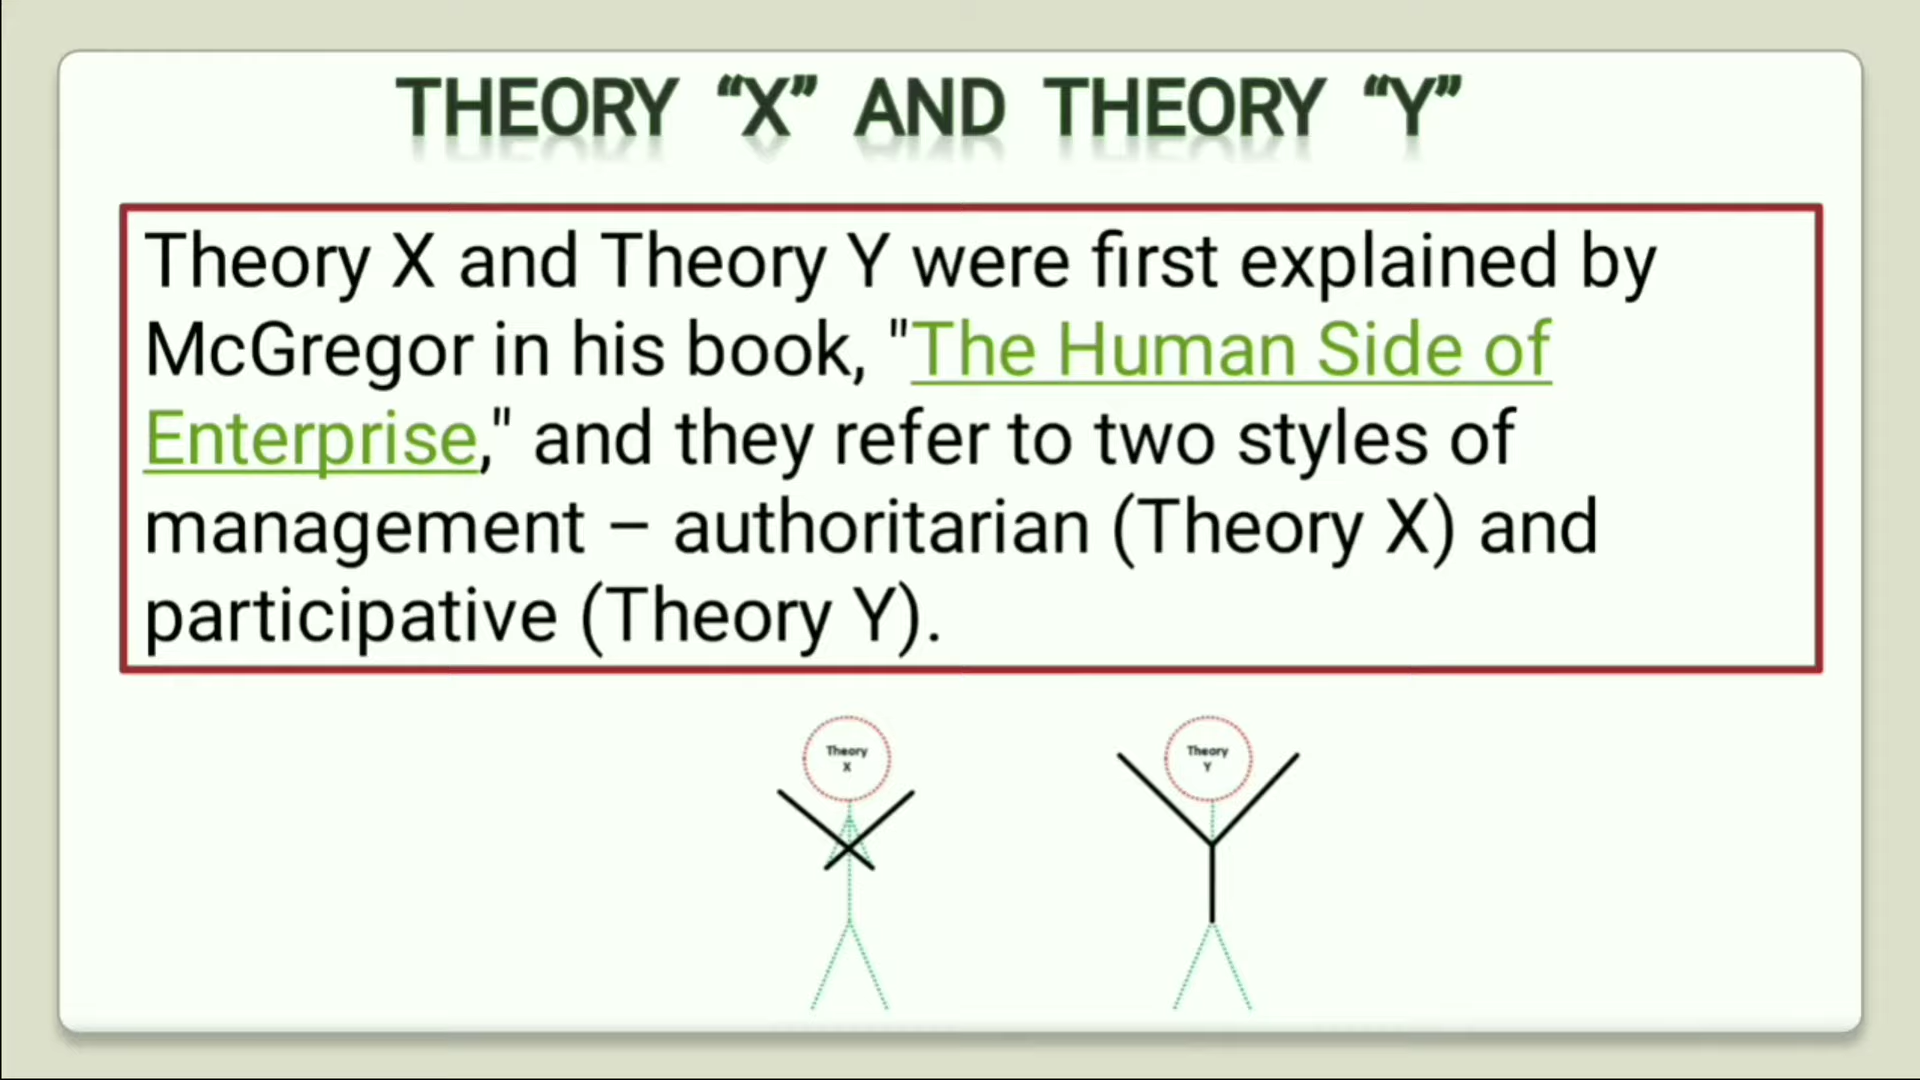 THEORY “X” AND THEORY “Y”
Theory X and Theory Y were first explained by
McGregor in his book, "The Human Side of
Enterprise," and they refer to two styles of
management – authoritarian (Theory X) and
participative (Theory Y).
Theory
X
Theory
Y